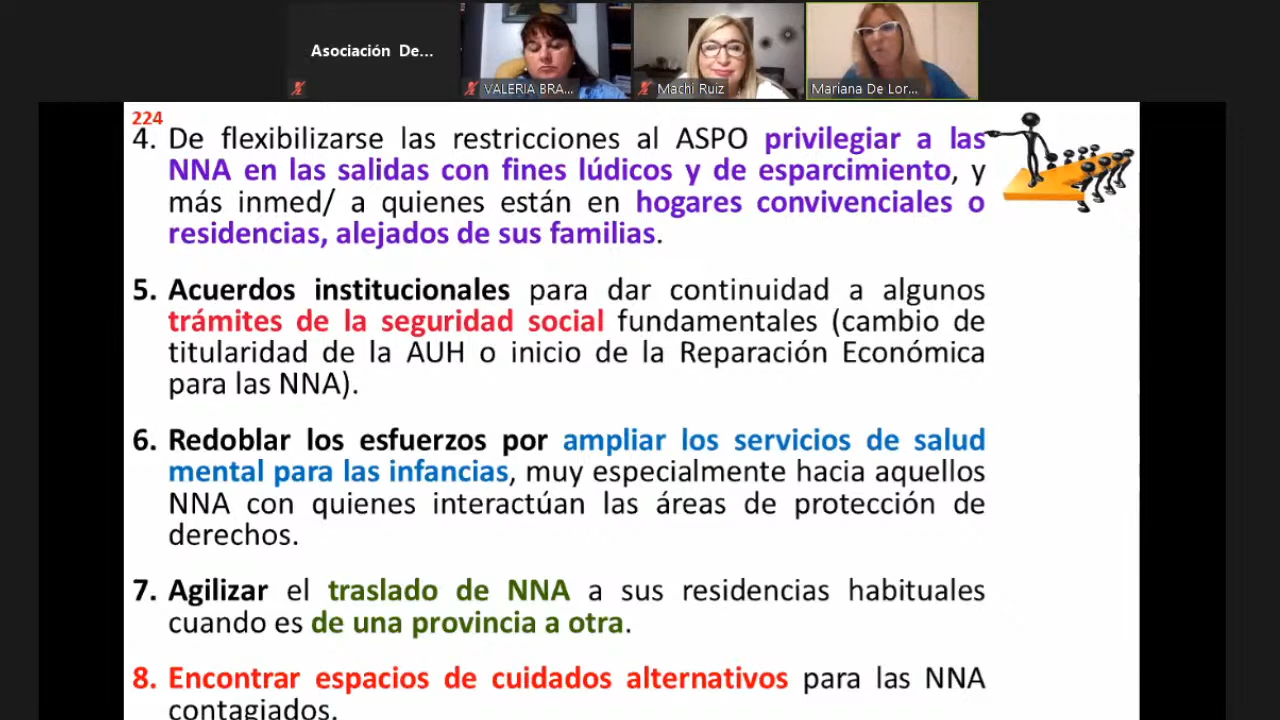 Asociación De...
VALERIA BRA...
Machi Ruiz
Mariana De Lor...
224
4. De flexibilizarse las restricciones al ASPO privilegiar a las
NNA en las salidas con fines lúdicos y de esparcimiento, y
más inmed/ a quienes están en hogares convivenciales o
residencias, alejados de sus familias.
5. Acuerdos institucionales para dar continuidad a algunos
trámites de la seguridad social fundamentales (cambio de
titularidad de la AUH o inicio de la Reparación Económica
para las NNA).
6. Redoblar los esfuerzos por ampliar los servicios de salud
mental para las infancias, muy especialmente hacia aquellos
NNA con quienes interactúan las áreas de protección de
derechos.
7. Agilizar el traslado de NNA a sus residencias habituales
cuando es de una provincia a otra.
8. Encontrar espacios de cuidados alternativos para las NNA
contagiados.